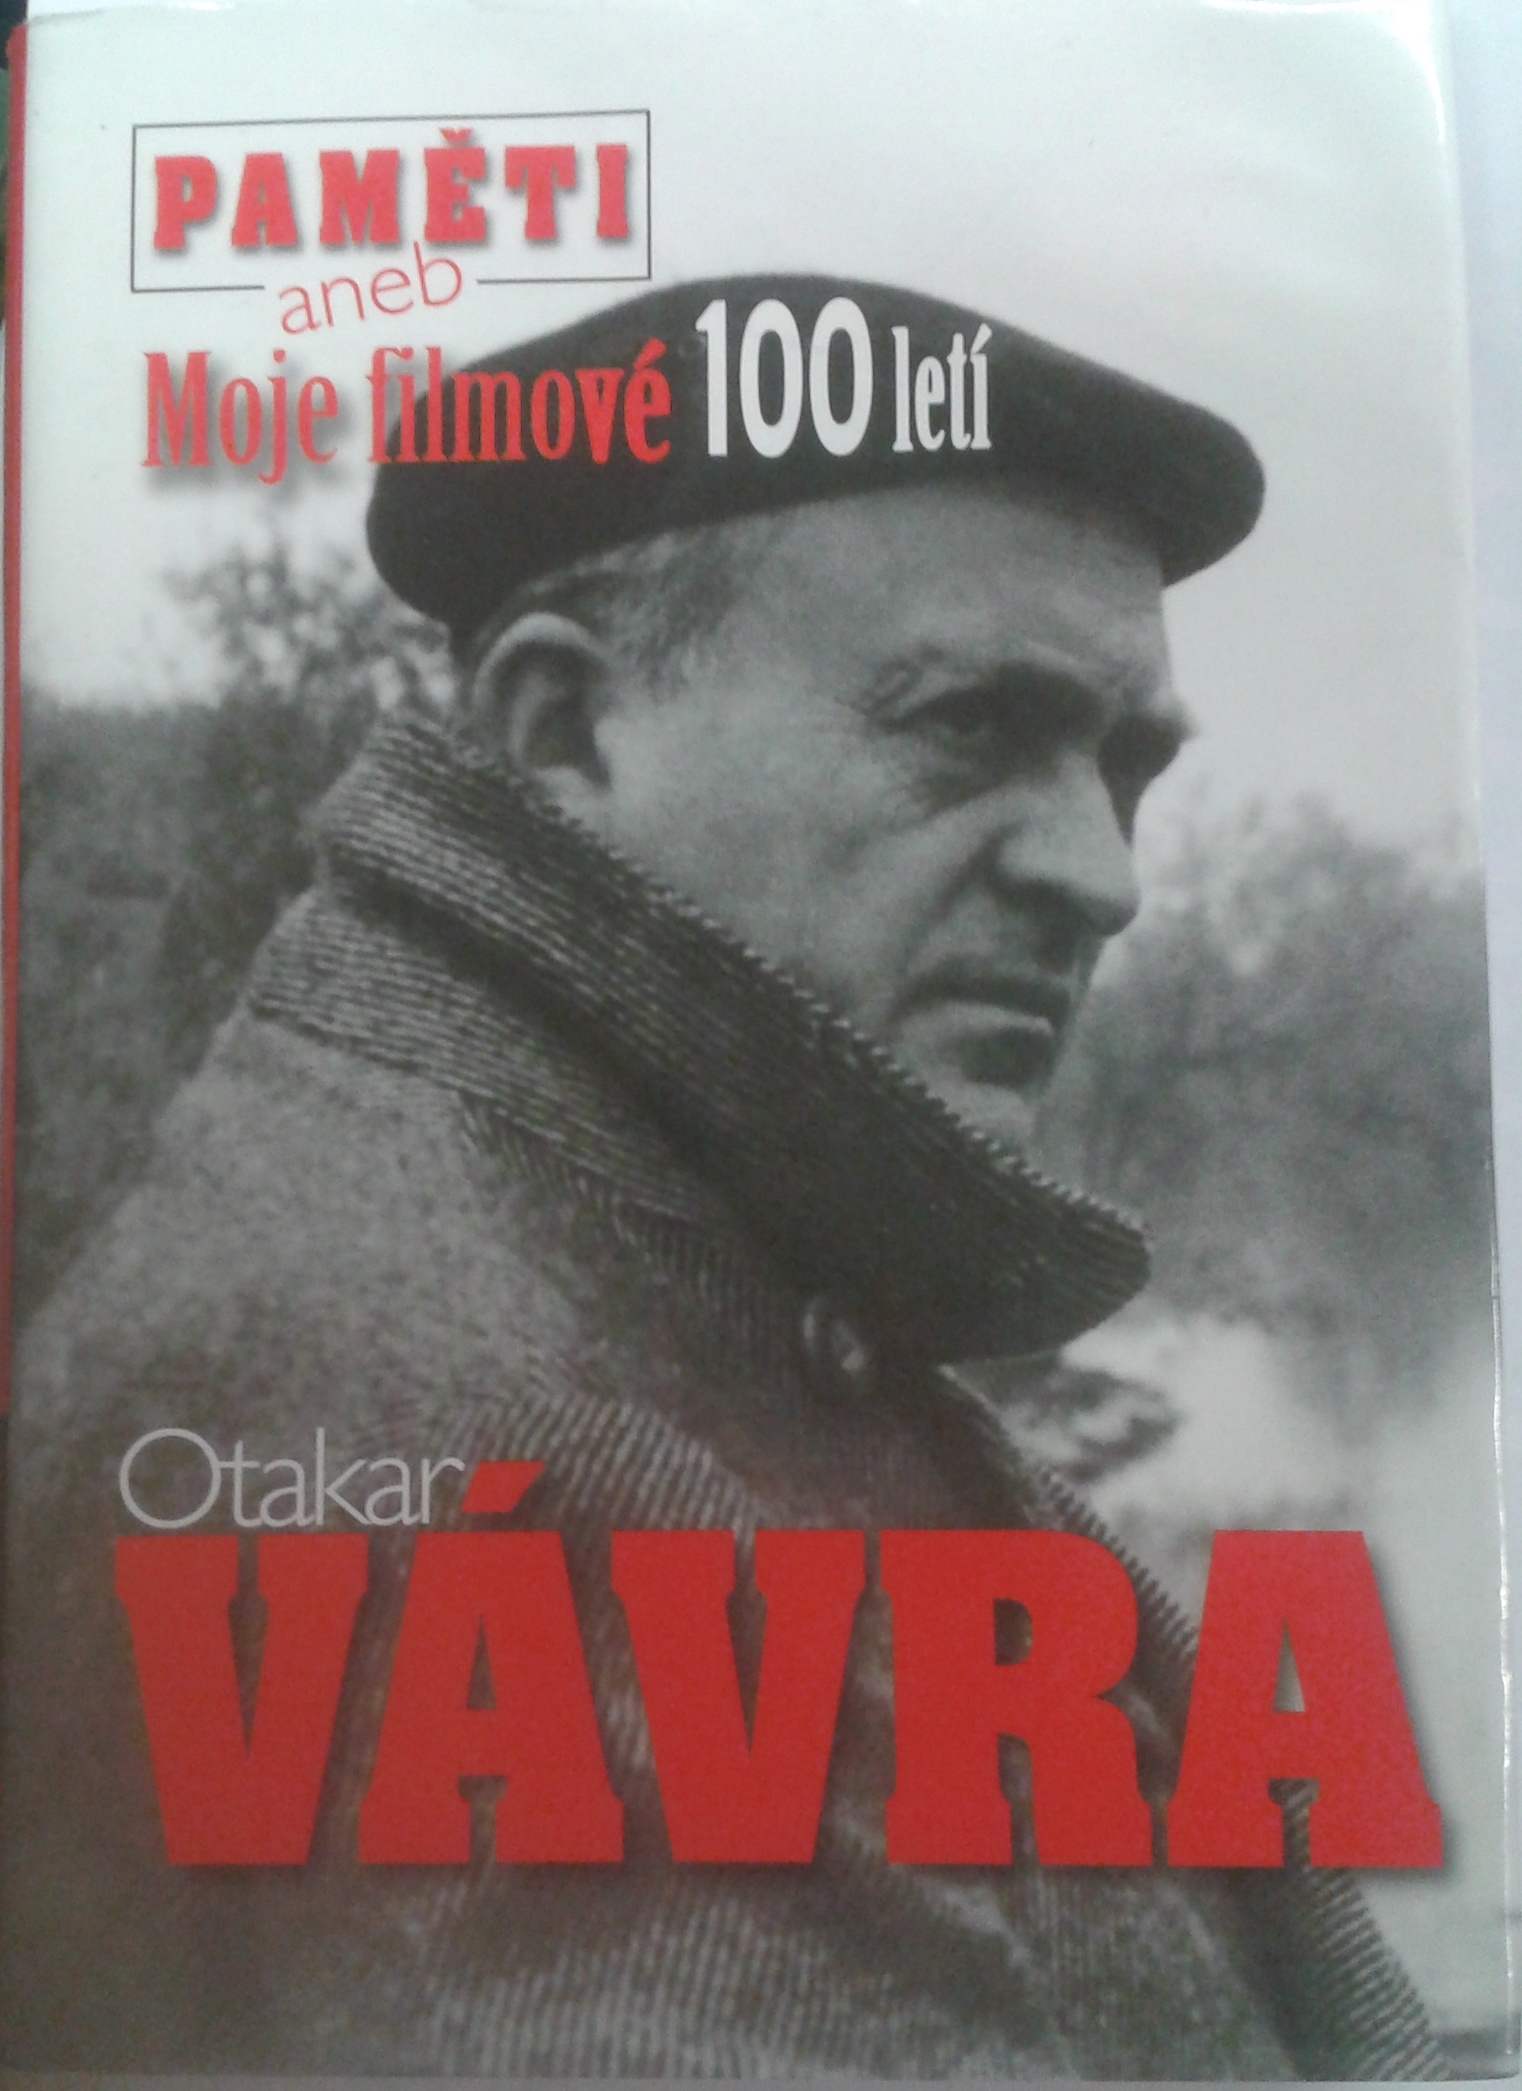 PAMĚTI
aneb
Moje filmové 100 letí
Otakar
VÁVRA